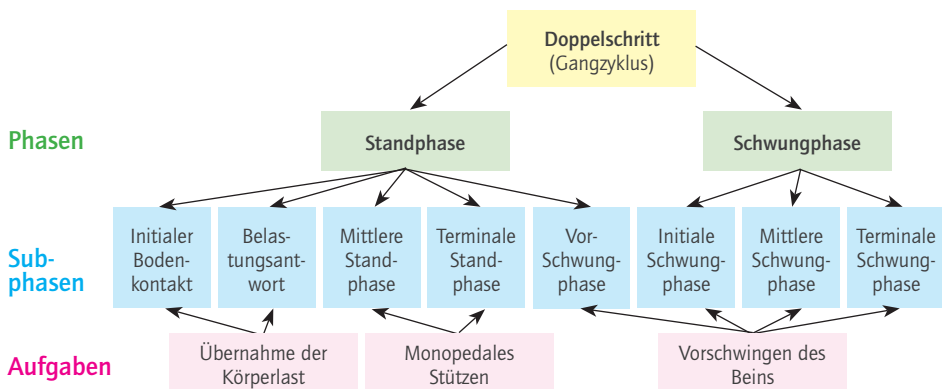 Doppelschritt
(Gangzyklus)
Phasen
Standphase
Schwungphase
Sub-
phasen
Initialer
Boden-
kontakt
Belas-
tungsant-
wort
Mittlere
Stand-
phase
Terminale
Stand-
phase
Vor-
Schwung-
phase
Initiale
Schwung-
phase
Mittlere
Schwung-
phase
Terminale
Schwung-
phase
Aufgaben
Übernahme der
Körperlast
Monopedales
Stützen
Vorschwingen des
Beins